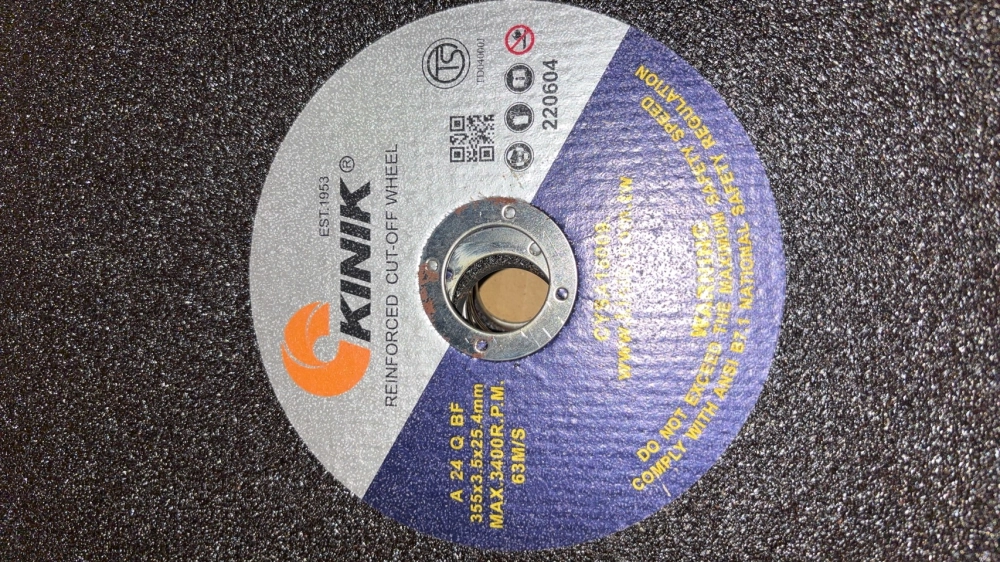 EST.1953
KINIK®
REINFORCED CUT-OFF WHEEL
TS
220604
A 24 Q BF
355x3.5x25.4mm
MAX.3400R.P.M.
63M/S
WARNING
DO NOT EXCEED THE MAXIMUM SAFETY SPEED
COMPLY WITH ANSI B7.1 NATIONAL SAFETY REGULATION